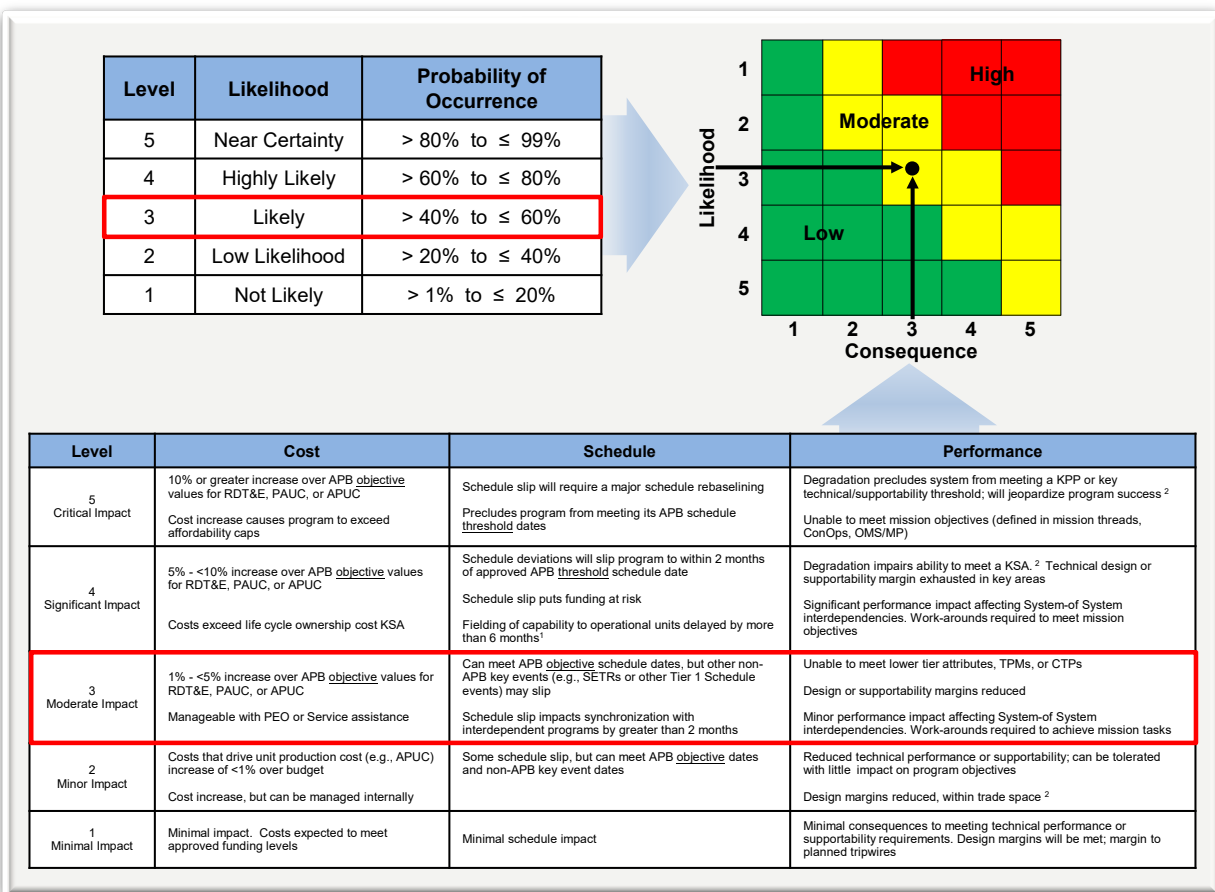 Level Likelihood Probability of
Occurrence
5 Near Certainty > 80% to ≤ 99%
4 Highly Likely > 60% to ≤ 80%
3 Likely > 40% to ≤ 60%
2 Low Likelihood > 20% to ≤ 40%
1 Not Likely > 1% to ≤ 20%
Likelihood
1 High
2 Moderate
3
4 Low
5
1 2 3 4 5
Consequence
Level Cost Schedule Performance
5
Critical Impact
10% or greater increase over APB objective
values for RDT&E, PAUC, or APUC
Cost increase causes program to exceed
affordability caps
Schedule slip will require a major schedule rebaselining
Precludes program from meeting its APB schedule
threshold dates
Degradation precludes system from meeting a KPP or key
technical/supportability threshold; will jeopardize program success ²
Unable to meet mission objectives (defined in mission threads,
ConOps, OMS/MP)
4
Significant Impact
5% - <10% increase over APB objective values
for RDT&E, PAUC, or APUC
Costs exceed life cycle ownership cost KSA
Schedule deviations will slip program to within 2 months
of approved APB threshold schedule date
Schedule slip puts funding at risk
Fielding of capability to operational units delayed by more
than 6 months¹
Degradation impairs ability to meet a KSA. ² Technical design or
supportability margin exhausted in key areas
Significant performance impact affecting System-of System
interdependencies. Work-arounds required to meet mission
objectives
3
Moderate Impact
1% - <5% increase over APB objective values for
RDT&E, PAUC, or APUC
Manageable with PEO or Service assistance
Can meet APB objective schedule dates, but other non-
APB key events (e.g., SETRs or other Tier 1 Schedule
events) may slip
Schedule slip impacts synchronization with
interdependent programs by greater than 2 months
Unable to meet lower tier attributes, TPMs, or CTPs
Design or supportability margins reduced
Minor performance impact affecting System-of System
interdependencies. Work-arounds required to achieve mission tasks
2
Minor Impact
Costs that drive unit production cost (e.g., APUC)
increase of <1% over budget
Cost increase, but can be managed internally
Some schedule slip, but can meet APB objective dates
and non-APB key event dates
Reduced technical performance or supportability; can be tolerated
with little impact on program objectives
Design margins reduced, within trade space ²
1
Minimal Impact
Minimal impact. Costs expected to meet
approved funding levels
Minimal schedule impact
Minimal consequences to meeting technical performance or
supportability requirements. Design margins will be met; margin to
planned tripwires